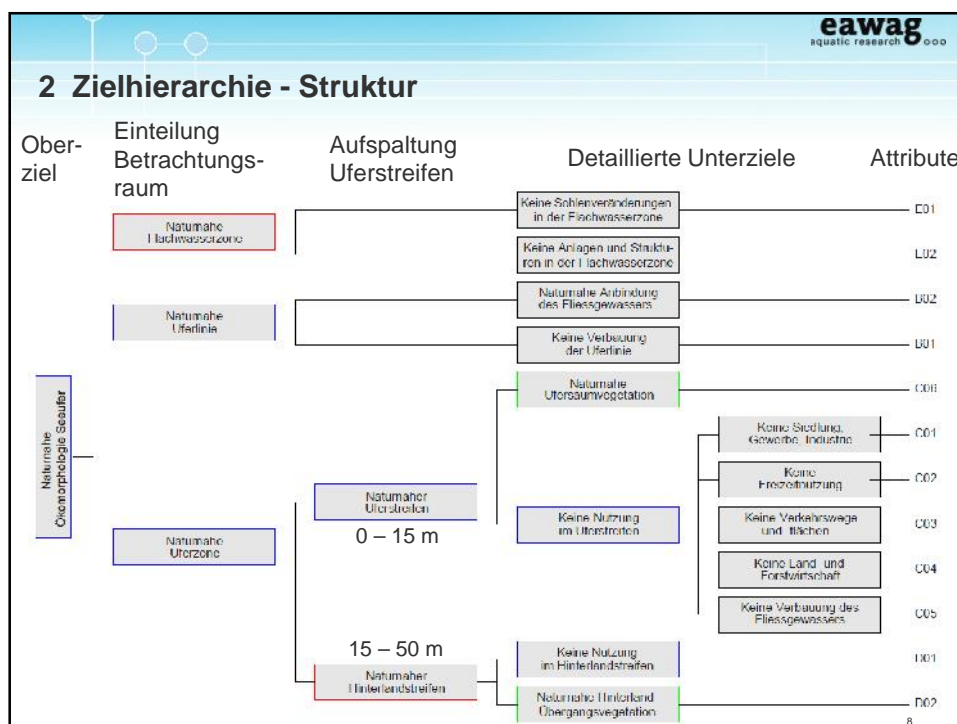 eawag
aquatic research
2 Zielhierarchie - Struktur
Ober-
ziel
Einteilung
Betrachtungs-
raum
Aufspaltung
Uferstreifen
Detaillierte Unterziele
Attribute
Naturnahe
Flachwasserzone
Keine Sohlenveränderungen
in der Flachwasserzone
E01
Keine Anlagen und Struktu-
ren in der Flachwasserzone
E02
Naturnahe
Uferlinie
Naturnahe Anbindung
des Fliessgewässers
B02
Keine Verbauung
der Uferlinie
B01
Naturnahe
Ökomorphologie Seeufer
Naturnahe
Ufersaumvegetation
C06
Keine Siedlung,
Gewerbe, Industrie
C01
Keine
Freizeitnutzung
C02
Naturnaher
Uferstreifen
0 – 15 m
Keine Nutzung
im Uferstreifen
Keine Verkehrswege
und -flächen
C03
Naturnahe
Uferzone
Keine Land- und
Forstwirtschaft
C04
Keine Verbauung des
Fliessgewässers
C05
15 – 50 m
Naturnaher
Hinterlandstreifen
Keine Nutzung
im Hinterlandstreifen
D01
Naturnahe Hinterland
Übergangsvegetation
D02
8